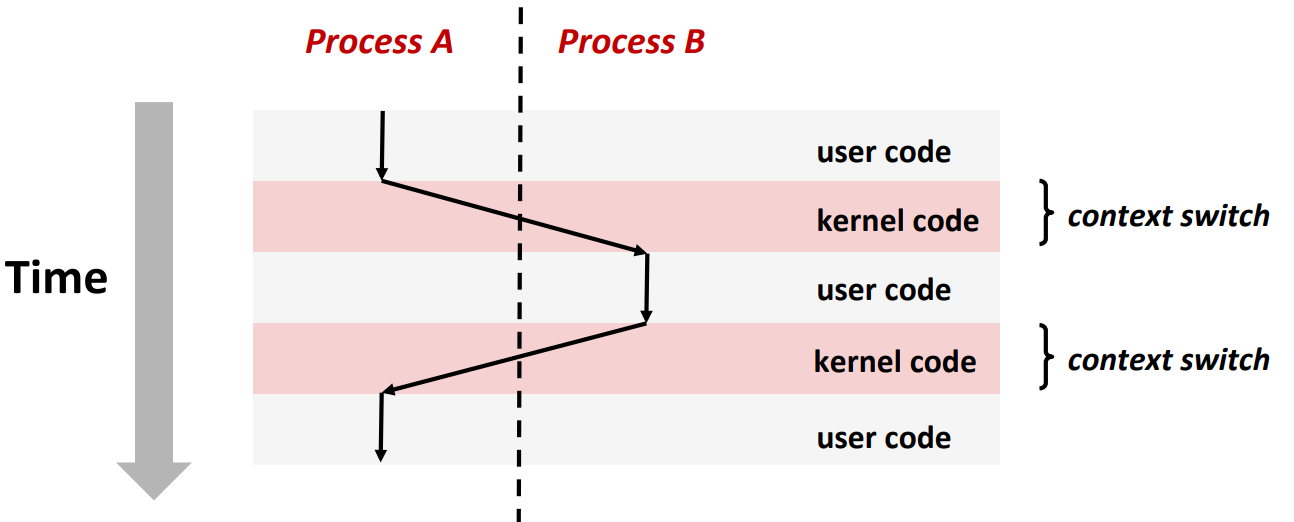 Process A
Process B
user code
kernel code
context switch
Time
user code
kernel code
context switch
user code